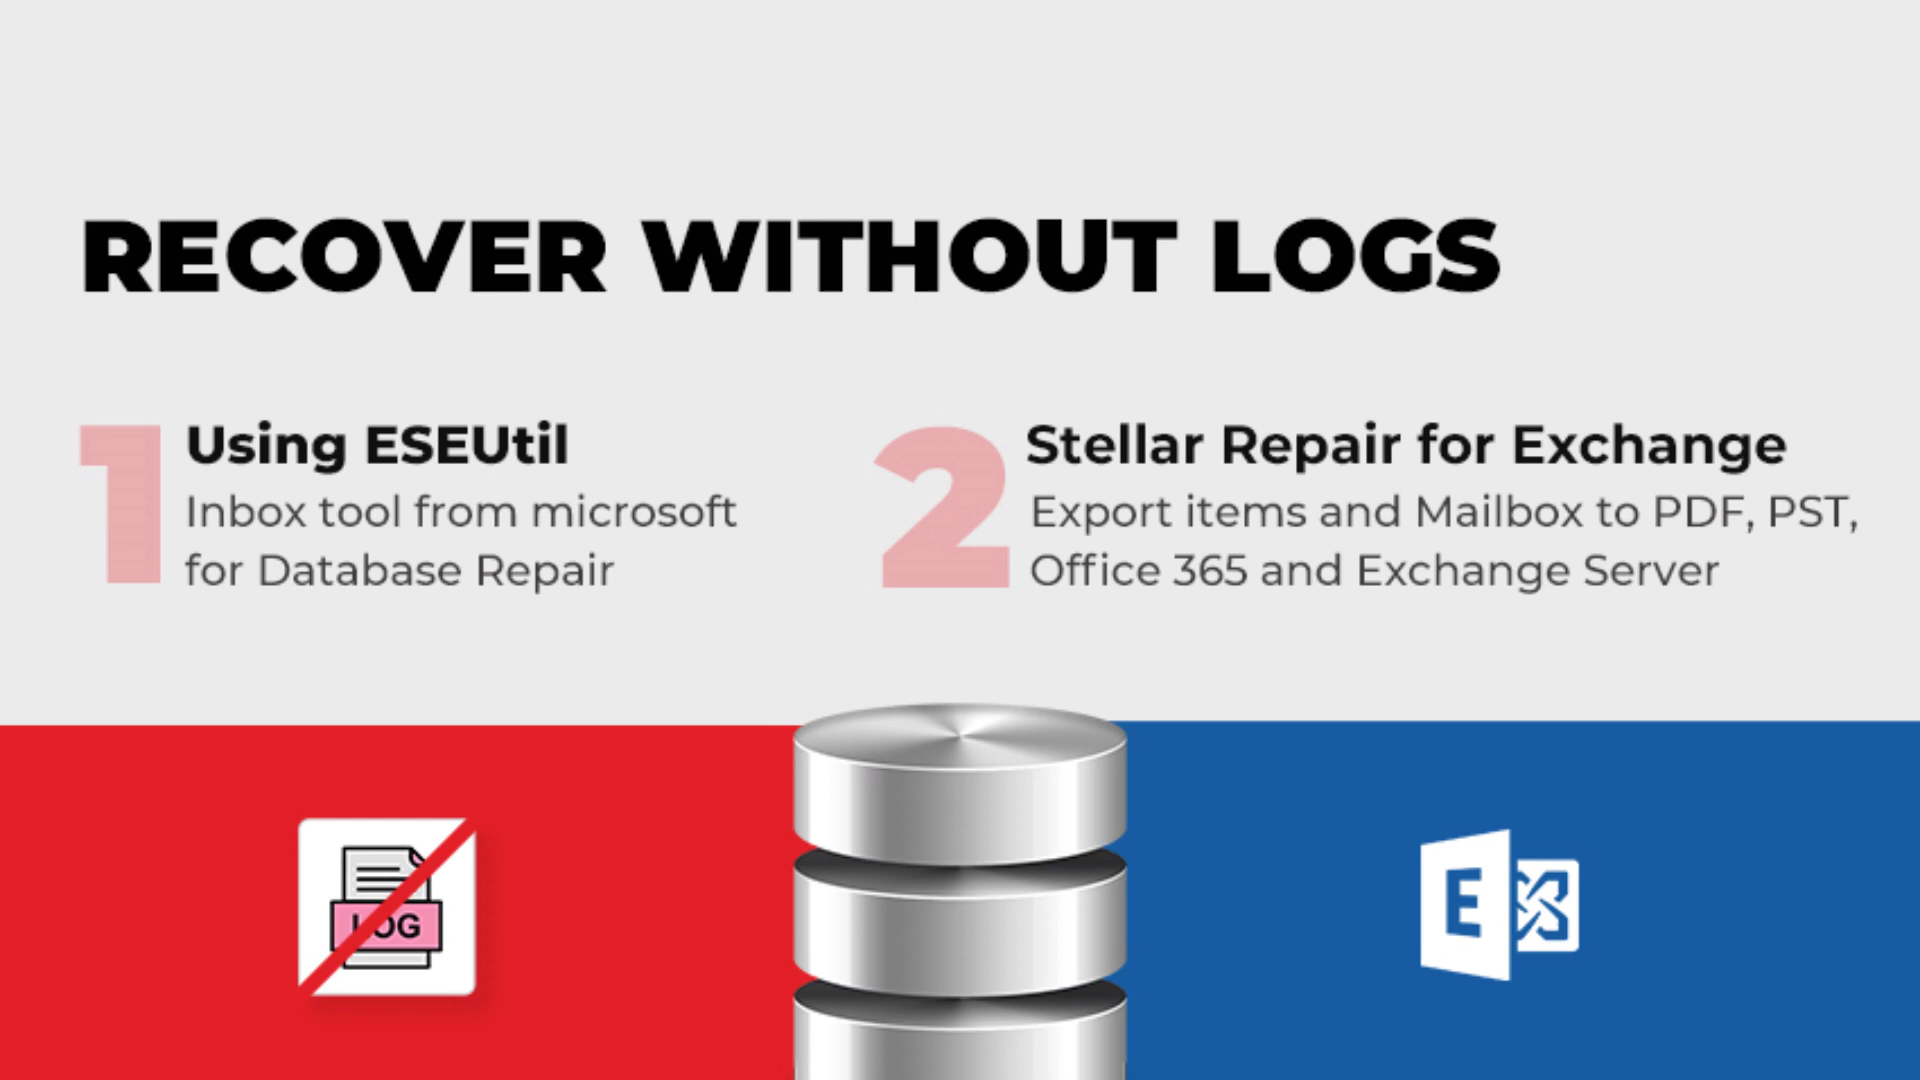 RECOVER WITHOUT LOGS
1
Using ESEUtil
Inbox tool from microsoft
for Database Repair
2
Stellar Repair for Exchange
Export items and Mailbox to PDF, PST,
Office 365 and Exchange Server
LOG
E